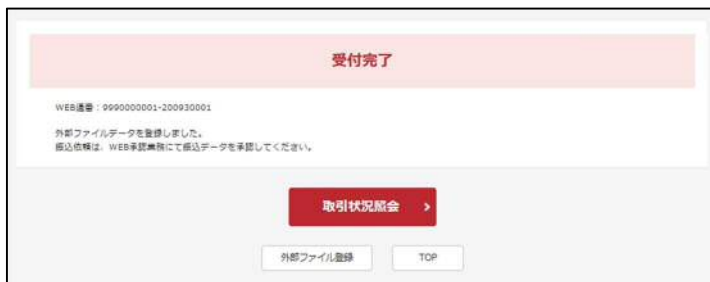 受付完了
WEB通番：9990000001-200930001
外部ファイルデータを登録しました。
振込依頼は、WEB承認業務にて振込データを承認してください。
取引状況照会
外部ファイル登録
TOP